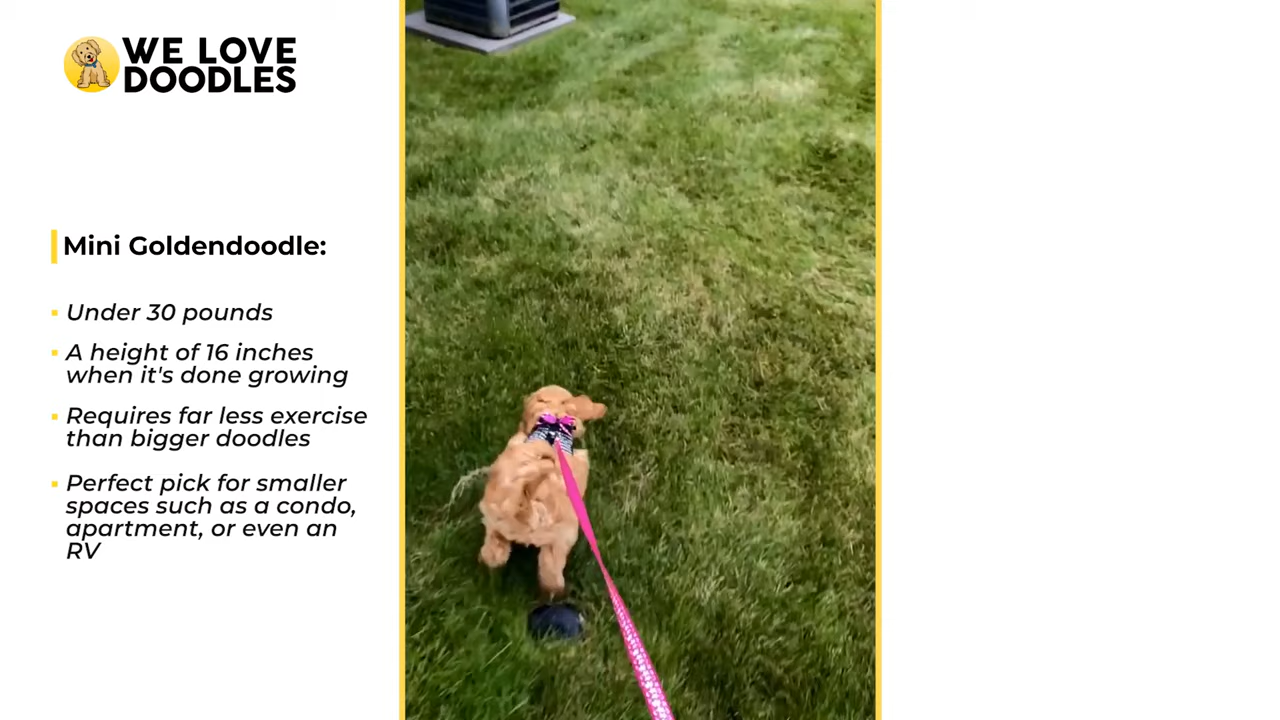 WE LOVE
DOODLES
Mini Goldendoodle:
Under 30 pounds
A height of 16 inches
when it's done growing
Requires far less exercise
than bigger doodles
Perfect pick for smaller
spaces such as a condo,
apartment, or even an
RV